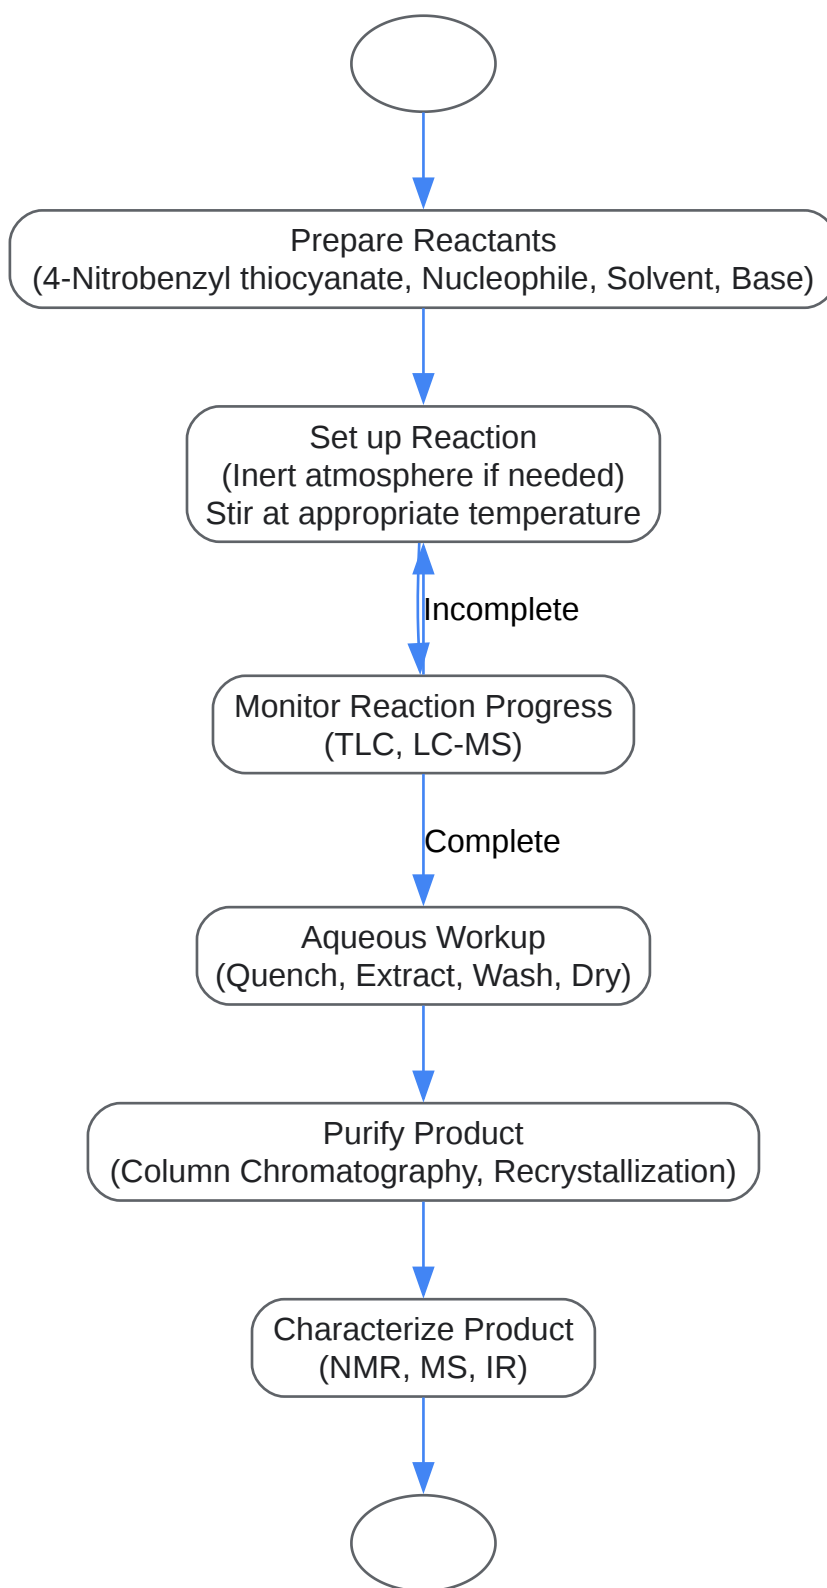 Prepare Reactants
(4-Nitrobenzyl thiocyanate, Nucleophile, Solvent, Base)
Set up Reaction
(Inert atmosphere if needed)
Stir at appropriate temperature
Incomplete
Monitor Reaction Progress
(TLC, LC-MS)
Complete
Aqueous Workup
(Quench, Extract, Wash, Dry)
Purify Product
(Column Chromatography, Recrystallization)
Characterize Product
(NMR, MS, IR)